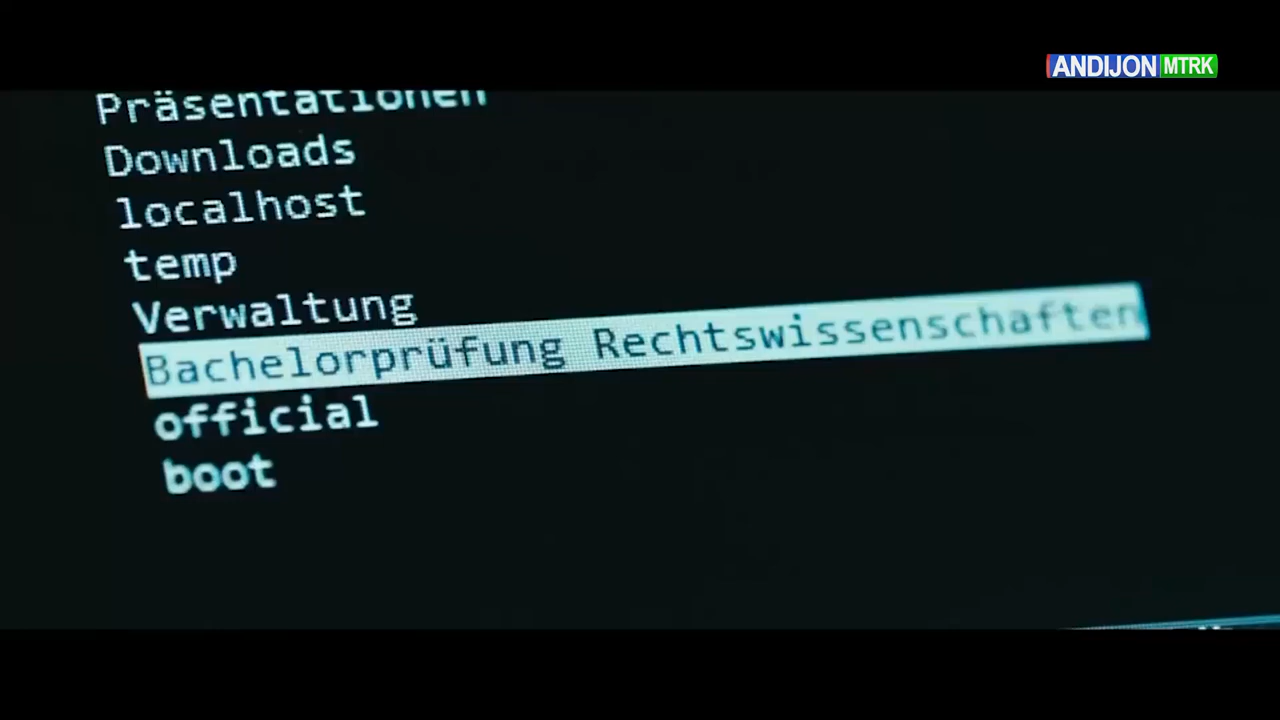 ANDIJON MTRK
Präsentationen
Downloads
localhost
temp
Verwaltung
Bachelorprüfung Rechtswissenschaften
official
boot